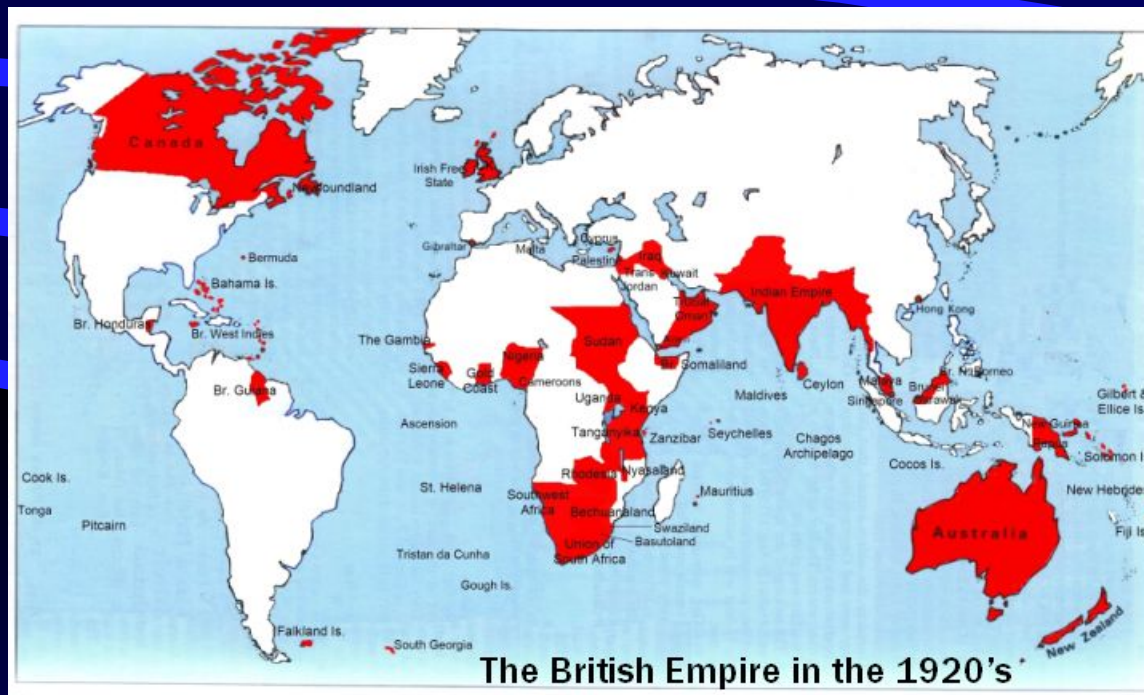 Canada
Newfoundland
Irish Free
State
Bermuda
Gibraltar
Malta
Cyprus
Palestine
Iraq
Trans
Jordan
Kuwait
Bahama Is.
Indian Empire
Oman
Hong Kong
Br. Honduras
Br. West Indies
The Gambia
Sudan
Sierra
Leone
Gold
Coast
Nigeria
Cameroons
Br. Somaliland
Br. Guiana
Uganda
Kenya
Maldives
Ceylon
Malaya
Singapore
Brunei
Sarawak
Br. N. Borneo
Gilbert &
Ellice Is
Ascension
Tanganyika
Zanzibar
Seychelles
Chagos
Archipelago
Cocos Is.
New Guinea
Papua
Solomon I
Cook Is.
Tonga
Pitcairn
St. Helena
Rhodesia
Nyasaland
Mauritius
New Hebrides
Fiji Is
Southwest
Africa
Bechuanaland
Swaziland
Basutoland
Union of
South Africa
Australia
Tristan da Cunha
Gough Is.
Falkland Is.
South Georgia
New Zealand
The British Empire in the 1920's